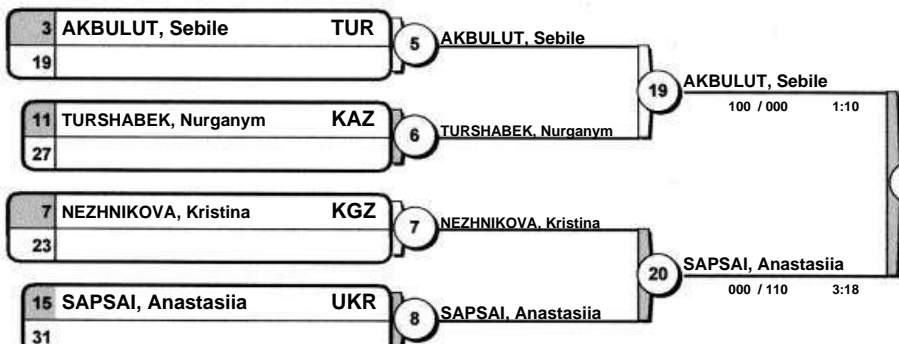 3 AKBULUT, Sebile TUR
19
5
AKBULUT, Sebile
11 TURSHABEK, Nurganym KAZ
27
6
TURSHABEK, Nurganym
19
AKBULUT, Sebile
100 / 000 1:10
7 NEZHNIKOVA, Kristina KGZ
23
7
NEZHNIKOVA, Kristina
15 SAPSAI, Anastasiia UKR
31
8
SAPSAI, Anastasiia
20
SAPSAI, Anastasiia
000 / 110 3:18